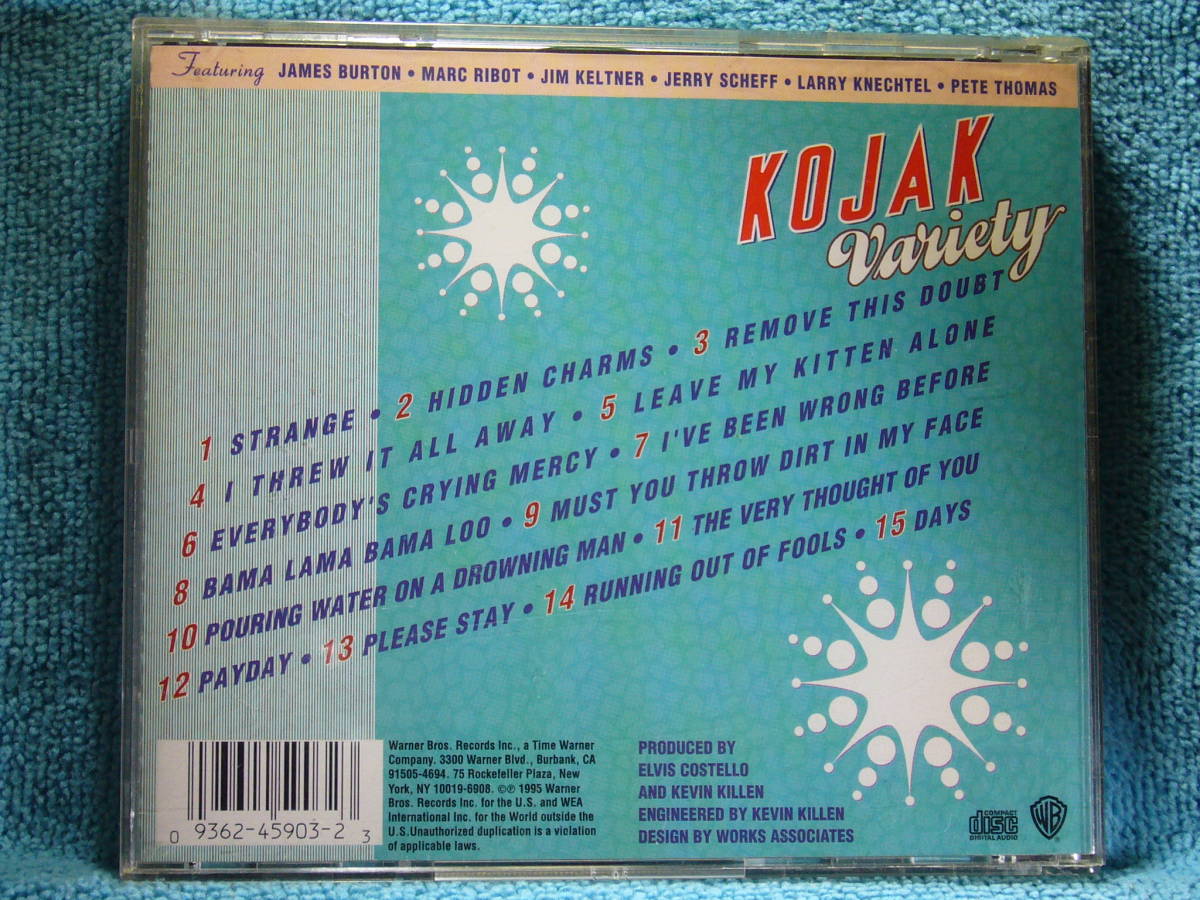 Featuring JAMES BURTON • MARC RIBOT • JIM KELTNER • JERRY SCHEFF • LARRY KNECHTEL • PETE THOMAS
KOJAK
Variety
1 STRANGE • 2 HIDDEN CHARMS • 3 REMOVE THIS DOUBT
4 I THREW IT ALL AWAY • 5 LEAVE MY KITTEN ALONE
6 EVERYBODY'S CRYING MERCY • 7 I'VE BEEN WRONG BEFORE
8 BAMA LAMA BAMA LOO • 9 MUST YOU THROW DIRT IN MY FACE
10 POURING WATER ON A DROWNING MAN • 11 THE VERY THOUGHT OF YOU
12 PAYDAY • 13 PLEASE STAY • 14 RUNNING OUT OF FOOLS • 15 DAYS
0 9362-45903-2 3
Warner Bros. Records Inc., a Time Warner
Company. 3300 Warner Blvd., Burbank, CA
91505-4694. 75 Rockefeller Plaza, New
York, NY 10019-6908. ©℗ 1995 Warner
Bros. Records Inc. for the U.S. and WEA
International Inc. for the World outside the
U.S.Unauthorized duplication is a violation
of applicable laws.
PRODUCED BY
ELVIS COSTELLO
AND KEVIN KILLEN
ENGINEERED BY KEVIN KILLEN
DESIGN BY WORKS ASSOCIATES
COMPACT
disc
DIGITAL AUDIO
WB